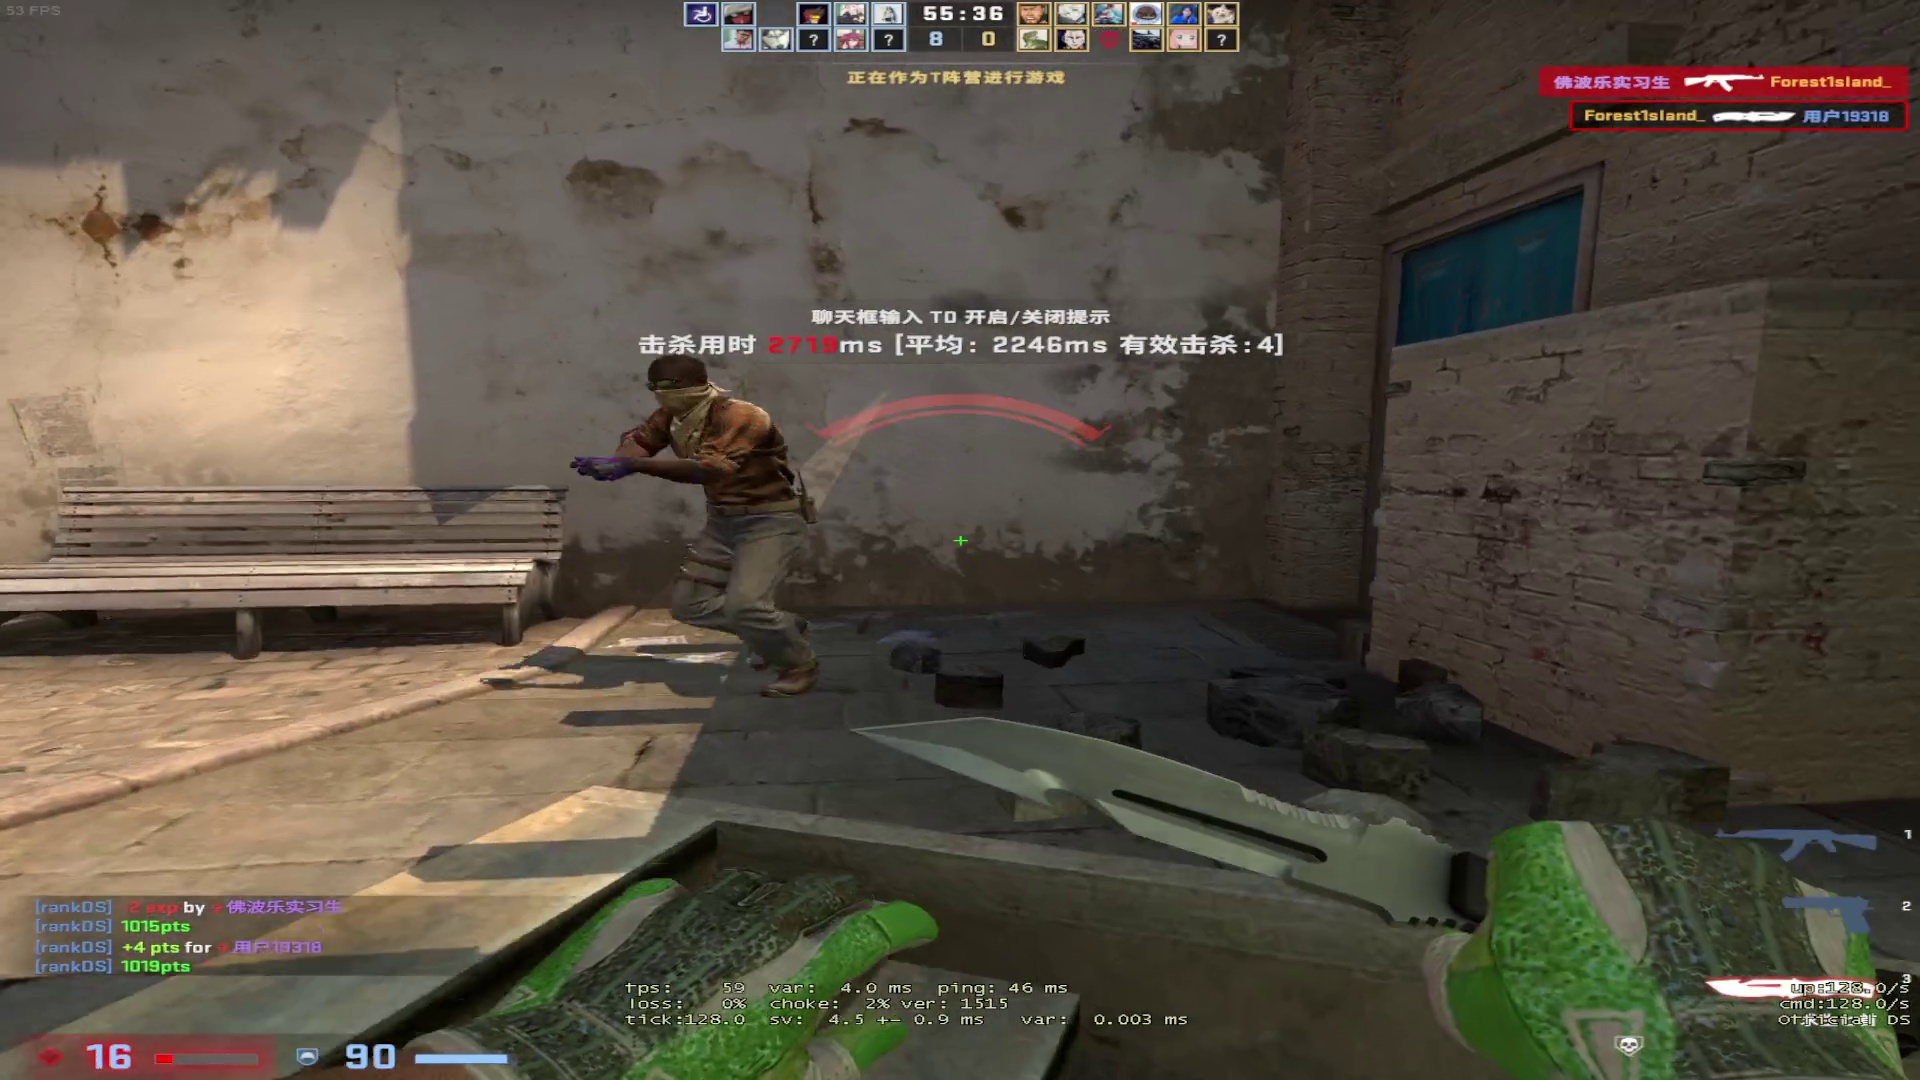 53 FPS
55:36
? ? 8 0 ?
正在作为T阵营进行游戏
佛波乐实习生 Forest1sland_
Forest1sland_ 用户19318
聊天框输入 TD 开启/关闭提示
击杀用时 2719ms [平均: 2246ms 有效击杀:4]
1
2
3
[rankDS] -2 exp by 佛波乐实习生
[rankDS] 1015pts
[rankDS] +4 pts for 用户19318
[rankDS] 1019pts
fps: 59 var: 4.0 ms ping: 46 ms
loss: 0% choke: 2% ver: 1515
tick:128.0 sv: 4.5 +- 0.9 ms var: 0.003 ms
up:128.0/s
cmd:128.0/s
DS
16 90